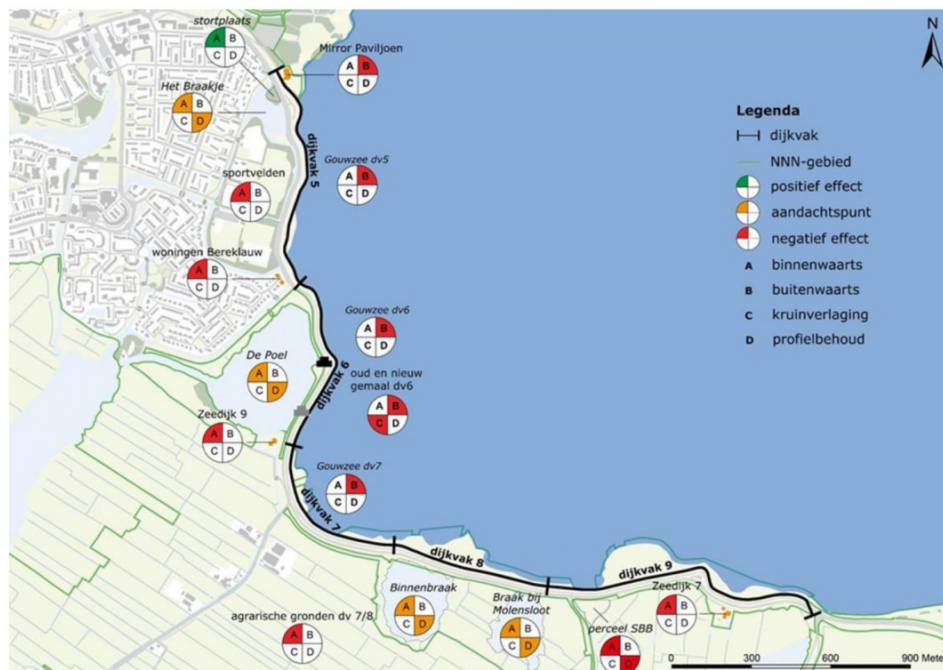 stortplaats
A B
C D
Mirror Paviljoen
A B
C D
N
Het Braakje
A B
C D
Legenda
dijkvak
NNN-gebied
positief effect
aandachtspunt
negatief effect
A binnenwaarts
B buitenwaarts
C kruinverlaging
D profielbehoud
dijkvak 5
Gouwzee dv5
A B
C D
sportvelden
A B
C D
woningen Bereklauw
A B
C D
Gouwzee dv6
A B
C D
De Poel
A B
C D
dijkvak 6
oud en nieuw
gemaal dv6
A B
C D
Zeedijk 9
A B
C D
Gouwzee dv7
A B
C D
dijkvak 7
dijkvak 8
dijkvak 9
Binnenbraak
A B
C D
Braak bij
Molensloot
A B
C D
Zeedijk 7
A B
C D
agrarische gronden dv 7/8
A B
C D
perceel SBB
A B
C D
0 300 600 900 Mete